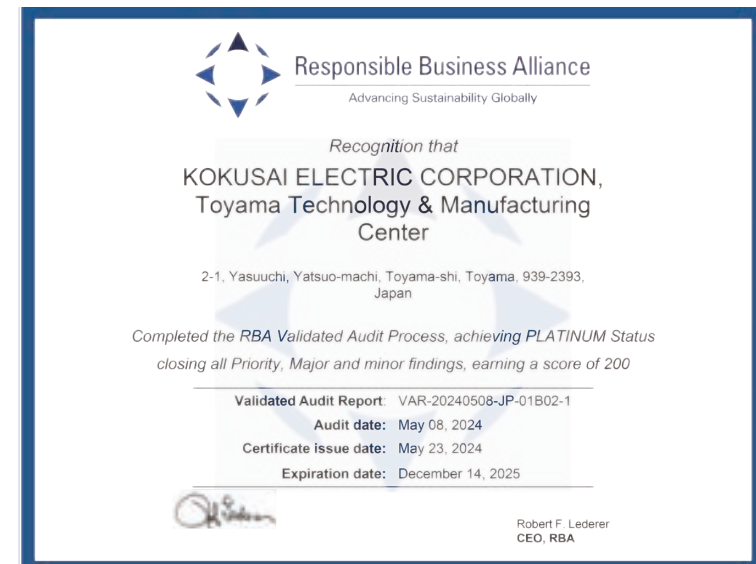 Responsible Business Alliance
Advancing Sustainability Globally
Recognition that
KOKUSAI ELECTRIC CORPORATION,
Toyama Technology & Manufacturing
Center
2-1, Yasuuchi, Yatsuo-machi, Toyama-shi, Toyama, 939-2393,
Japan
Completed the RBA Validated Audit Process, achieving PLATINUM Status
closing all Priority, Major and minor findings, earning a score of 200
Validated Audit Report: VAR-20240508-JP-01B02-1
Audit date: May 08, 2024
Certificate issue date: May 23, 2024
Expiration date: December 14, 2025
Robert F. Lederer
CEO, RBA